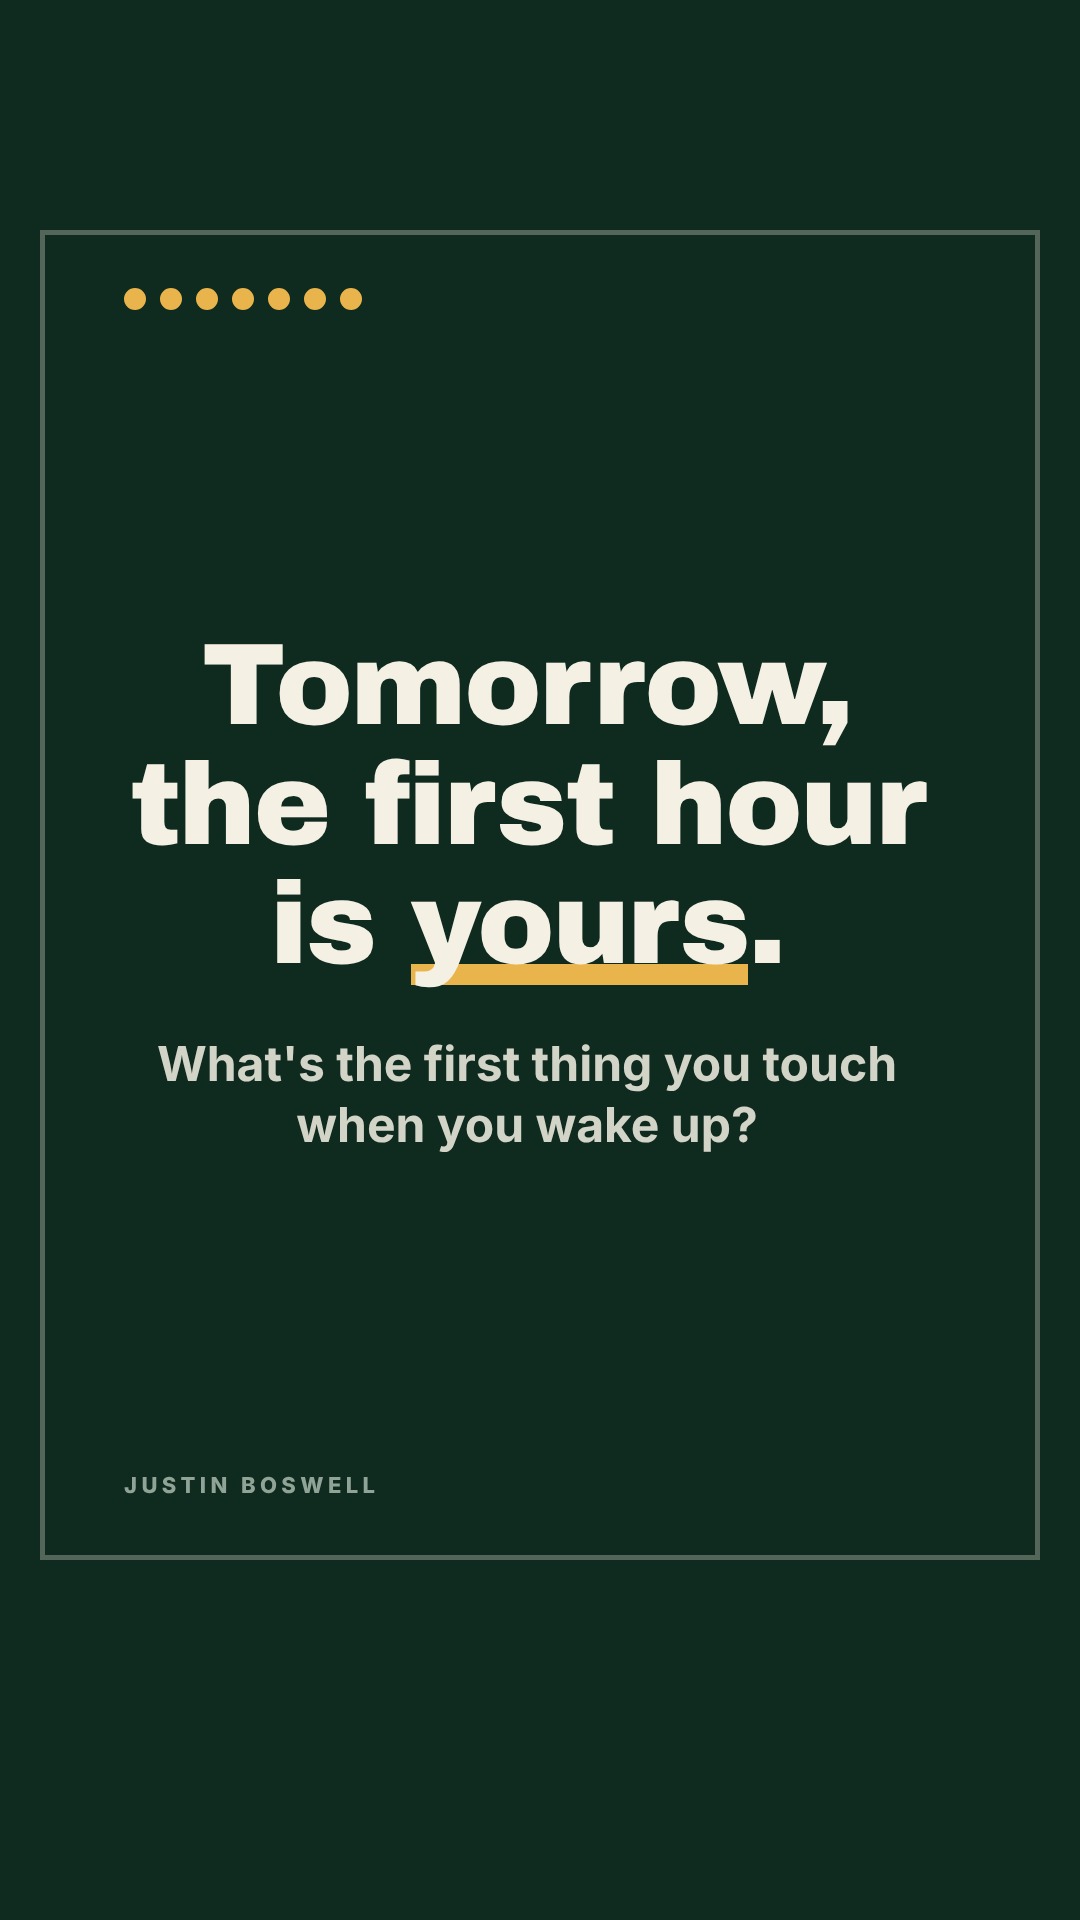 Tomorrow,
the first hour
is yours.
What's the first thing you touch
when you wake up?
JUSTIN BOSWELL